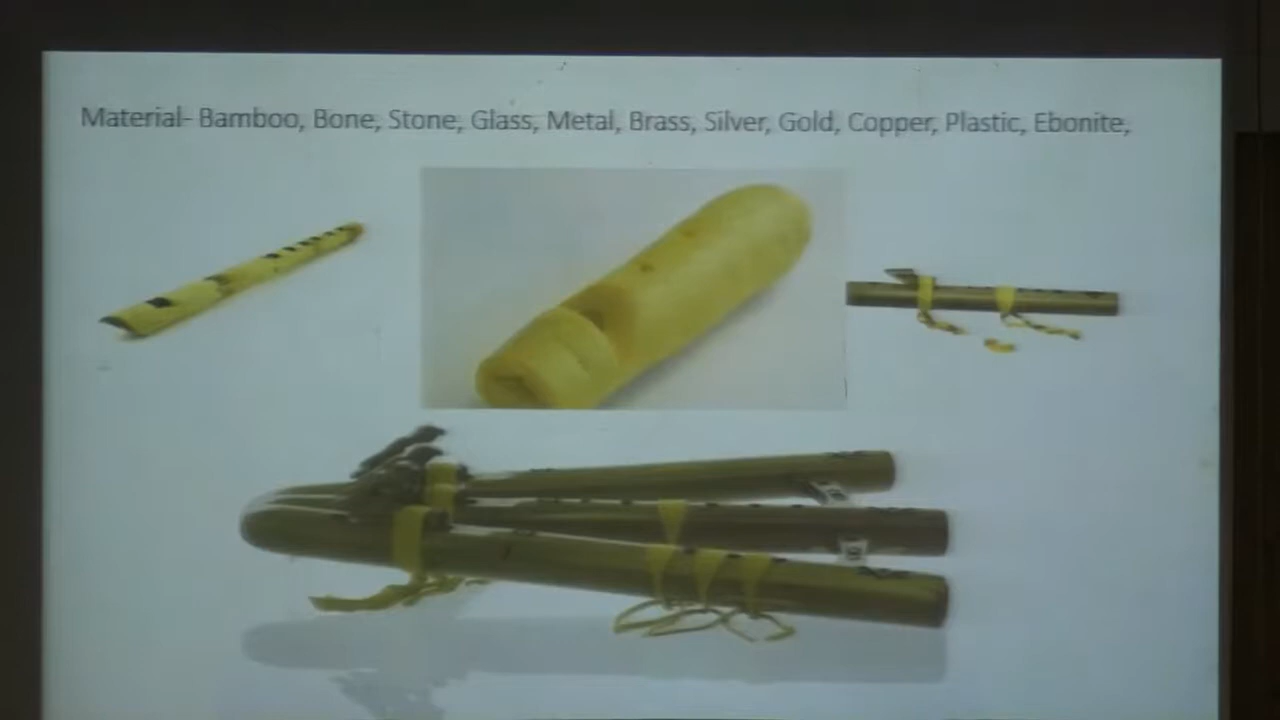 Material- Bamboo, Bone, Stone, Glass, Metal, Brass, Silver, Gold, Copper, Plastic, Ebonite,